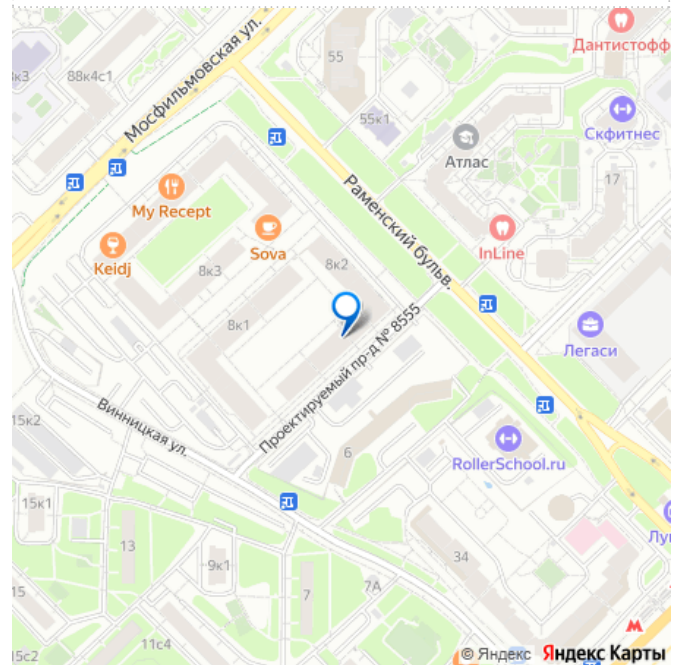 55
Дантистофф
к3
88к4с1
Мосфильмовская ул.
55к1
Скфитнес
Атлас
17
My Recept
Раменский бульв.
Sova
InLine
Keidj
8к3
8к2
8к1
Проектируемый пр-д № 8555
Легаси
15к2
Винницкая ул.
6
RollerSchool.ru
15к1
13
9к1
7
7А
34
Лу
15
15с2
11с4
М
© Яндекс Яндекс Карты